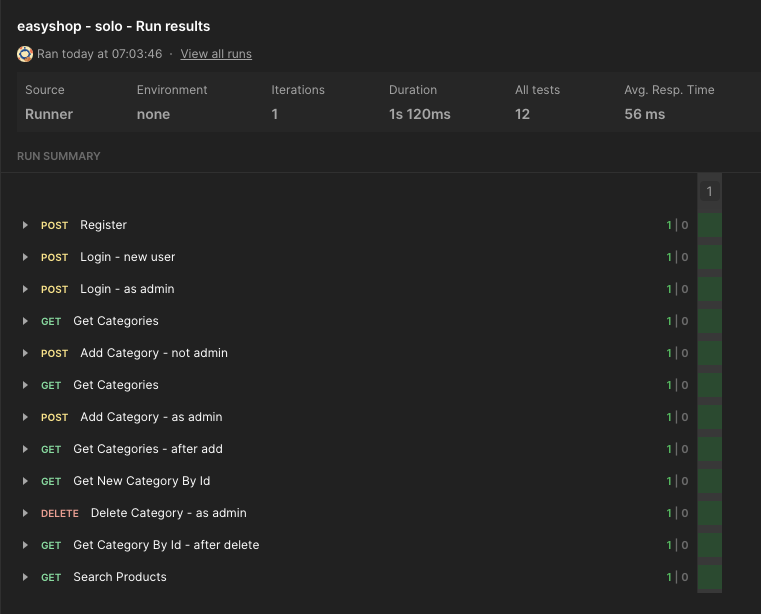 easyshop - solo - Run results
Ran today at 07:03:46 · View all runs
Source Environment Iterations Duration All tests Avg. Resp. Time
Runner none 1 1s 120ms 12 56 ms
RUN SUMMARY
1
POST Register 1 | 0
POST Login - new user 1 | 0
POST Login - as admin 1 | 0
GET Get Categories 1 | 0
POST Add Category - not admin 1 | 0
GET Get Categories 1 | 0
POST Add Category - as admin 1 | 0
GET Get Categories - after add 1 | 0
GET Get New Category By Id 1 | 0
DELETE Delete Category - as admin 1 | 0
GET Get Category By Id - after delete 1 | 0
GET Search Products 1 | 0